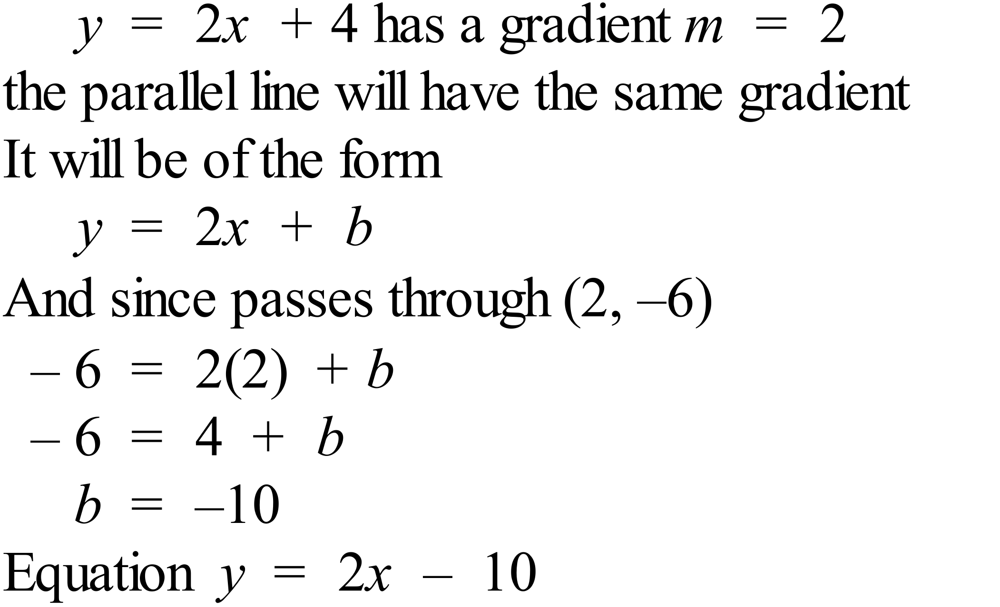 y = 2x + 4 has a gradient m = 2
the parallel line will have the same gradient
It will be of the form
y = 2x + b
And since passes through (2, –6)
– 6 = 2(2) + b
– 6 = 4 + b
b = –10
Equation y = 2x – 10